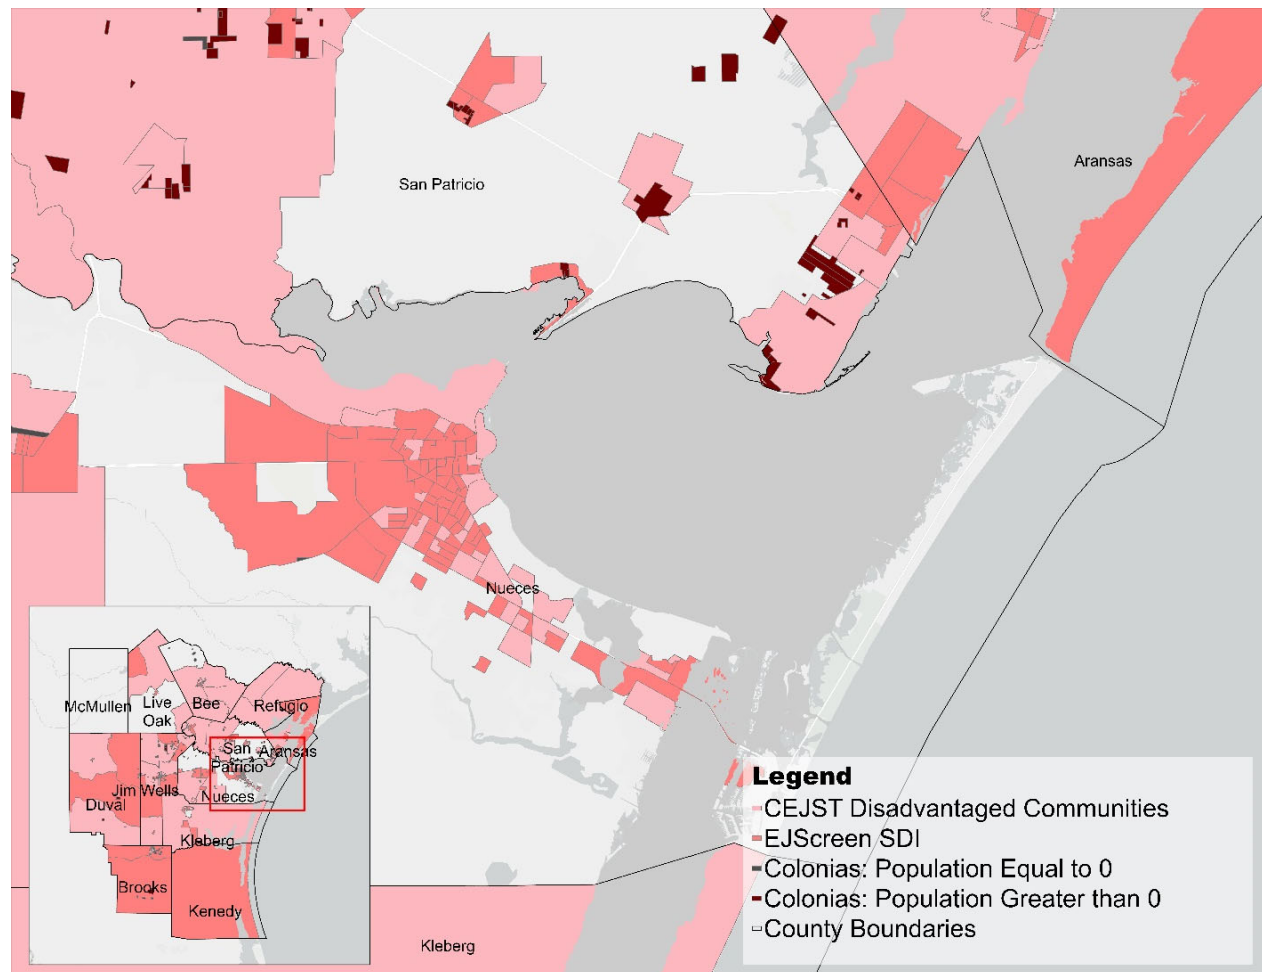 Aransas
San Patricio
Nueces
McMullen
Live
Oak
Bee
Refugio
San
Patricio
Aransas
Jim Wells
Duval
Nueces
Kleberg
Brooks
Kenedy
Kleberg
Legend
CEJST Disadvantaged Communities
EJScreen SDI
Colonias: Population Equal to 0
Colonias: Population Greater than 0
County Boundaries